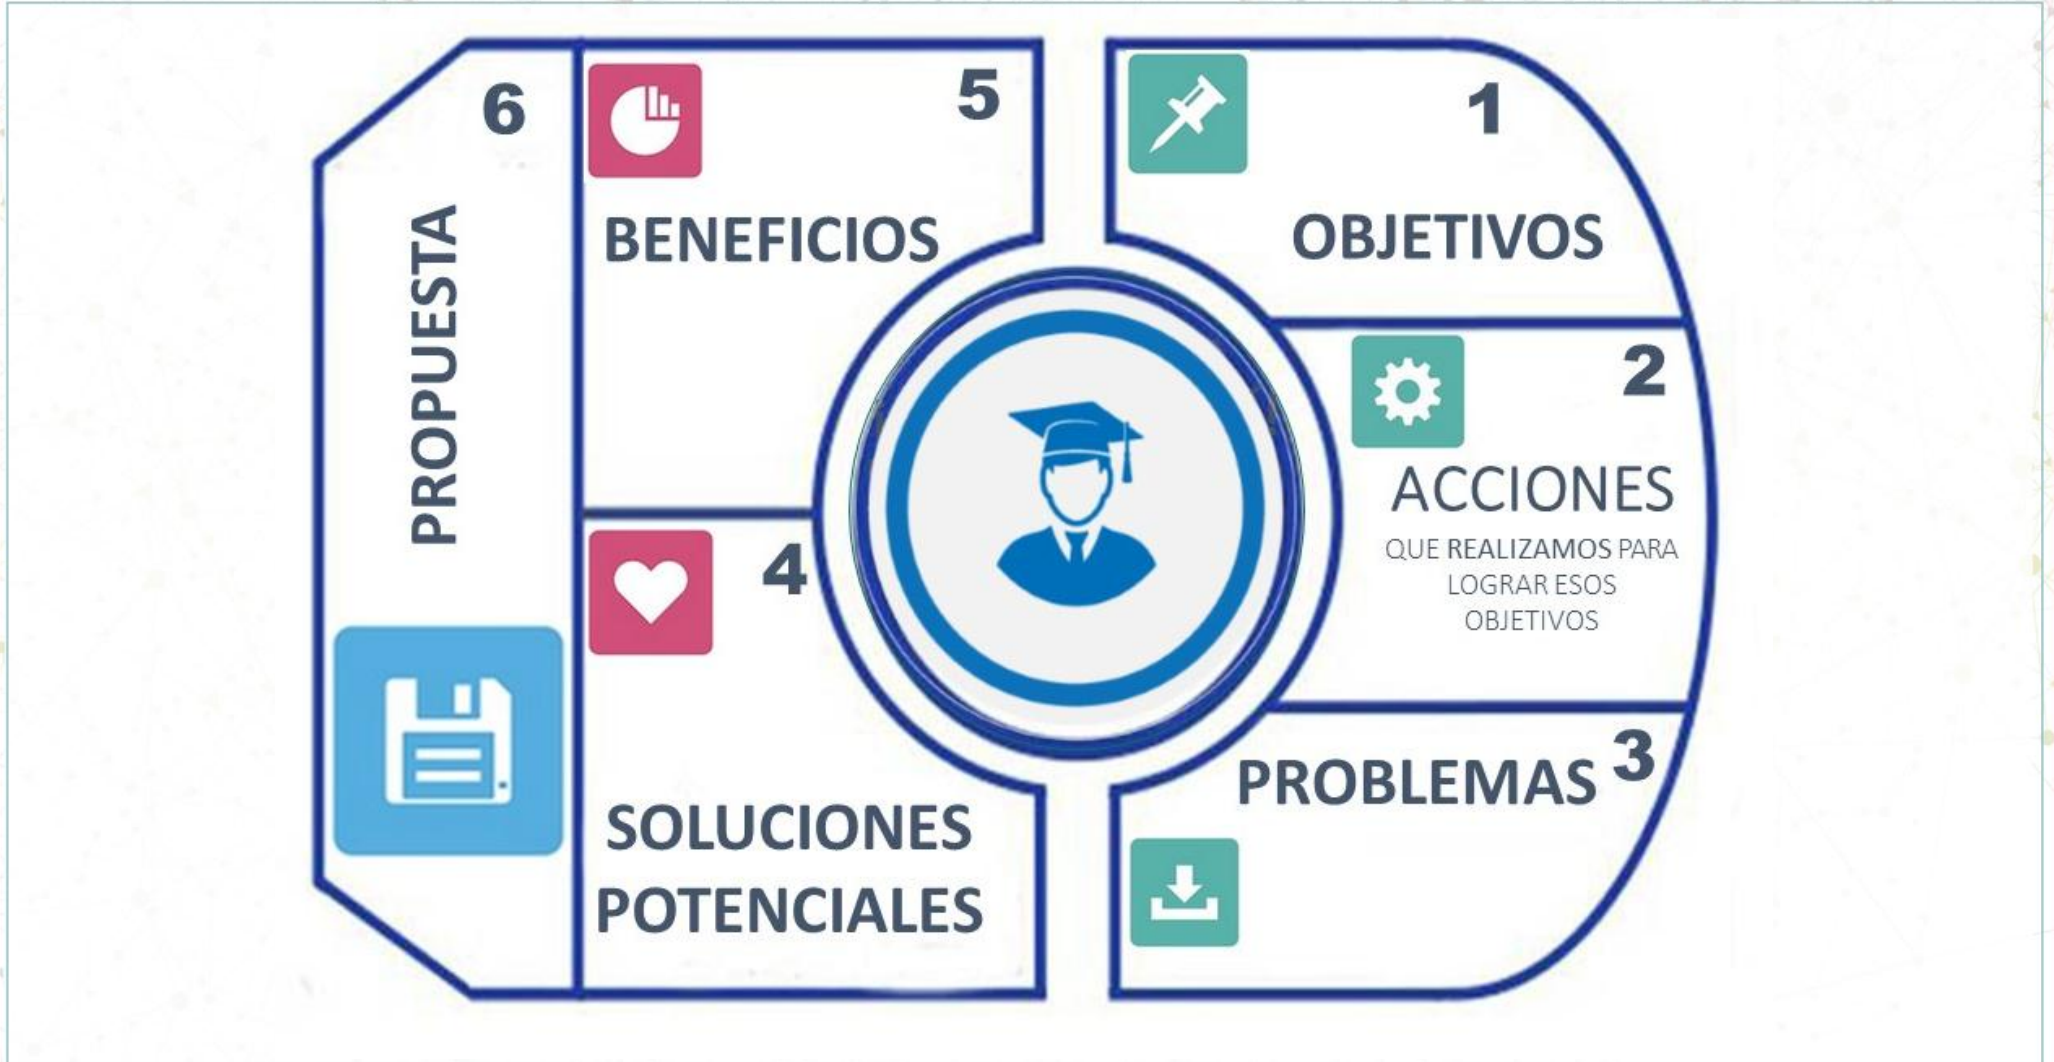 1
OBJETIVOS
2
ACCIONES
QUE REALIZAMOS PARA
LOGRAR ESOS
OBJETIVOS
3
PROBLEMAS
4
SOLUCIONES
POTENCIALES
5
BENEFICIOS
6
PROPUESTA